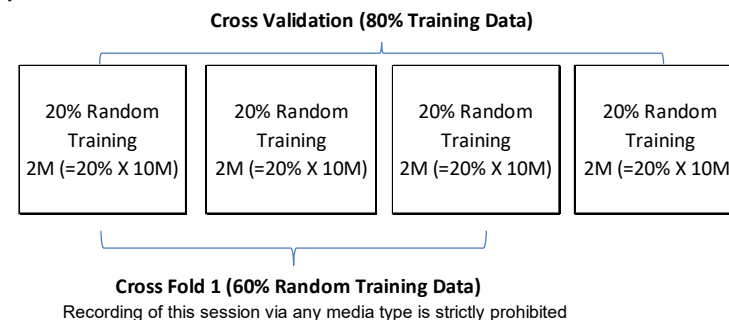 Cross Validation (80% Training Data)
20% Random
Training
2M (=20% X 10M)
20% Random
Training
2M (=20% X 10M)
20% Random
Training
2M (=20% X 10M)
20% Random
Training
2M (=20% X 10M
Cross Fold 1 (60% Random Training Data)
Recording of this session via any media type is strictly prohibited